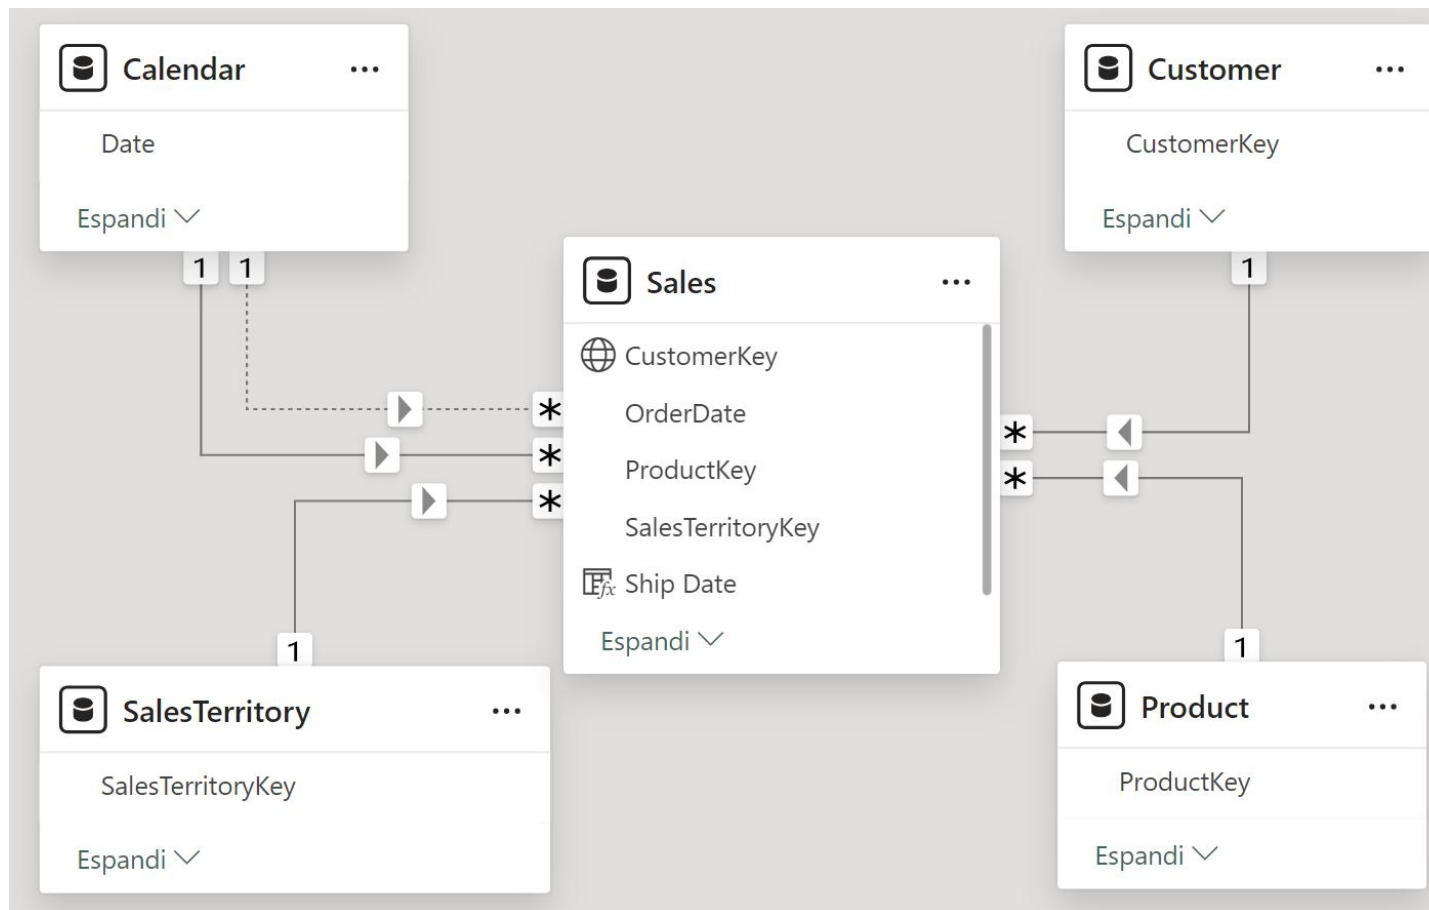 Calendar
Date
Espandi
1 1
Customer
CustomerKey
Espandi
1
Sales
CustomerKey
OrderDate
ProductKey
SalesTerritoryKey
Ship Date
Espandi
*
*
*
*
*
1
SalesTerritory
SalesTerritoryKey
Espandi
1
Product
ProductKey
Espandi